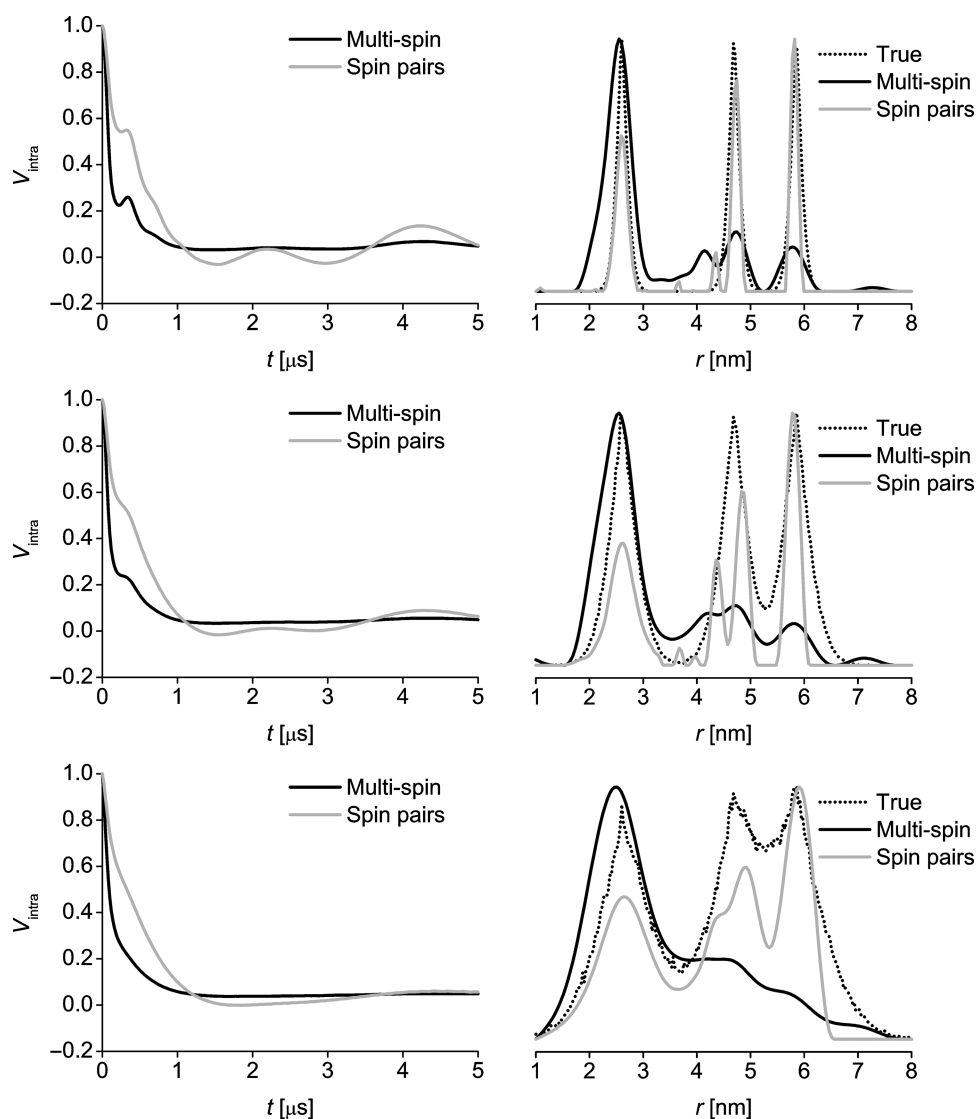 1.0
0.8
0.6
0.4
0.2
0.0
−0.2
V intra
0 1 2 3 4 5
t [μs]
Multi-spin
Spin pairs
True
Multi-spin
Spin pairs
1 2 3 4 5 6 7 8
r [nm]
1.0
0.8
0.6
0.4
0.2
0.0
−0.2
V intra
0 1 2 3 4 5
t [μs]
Multi-spin
Spin pairs
True
Multi-spin
Spin pairs
1 2 3 4 5 6 7 8
r [nm]
1.0
0.8
0.6
0.4
0.2
0.0
−0.2
V intra
0 1 2 3 4 5
t [μs]
Multi-spin
Spin pairs
True
Multi-spin
Spin pairs
1 2 3 4 5 6 7 8
r [nm]